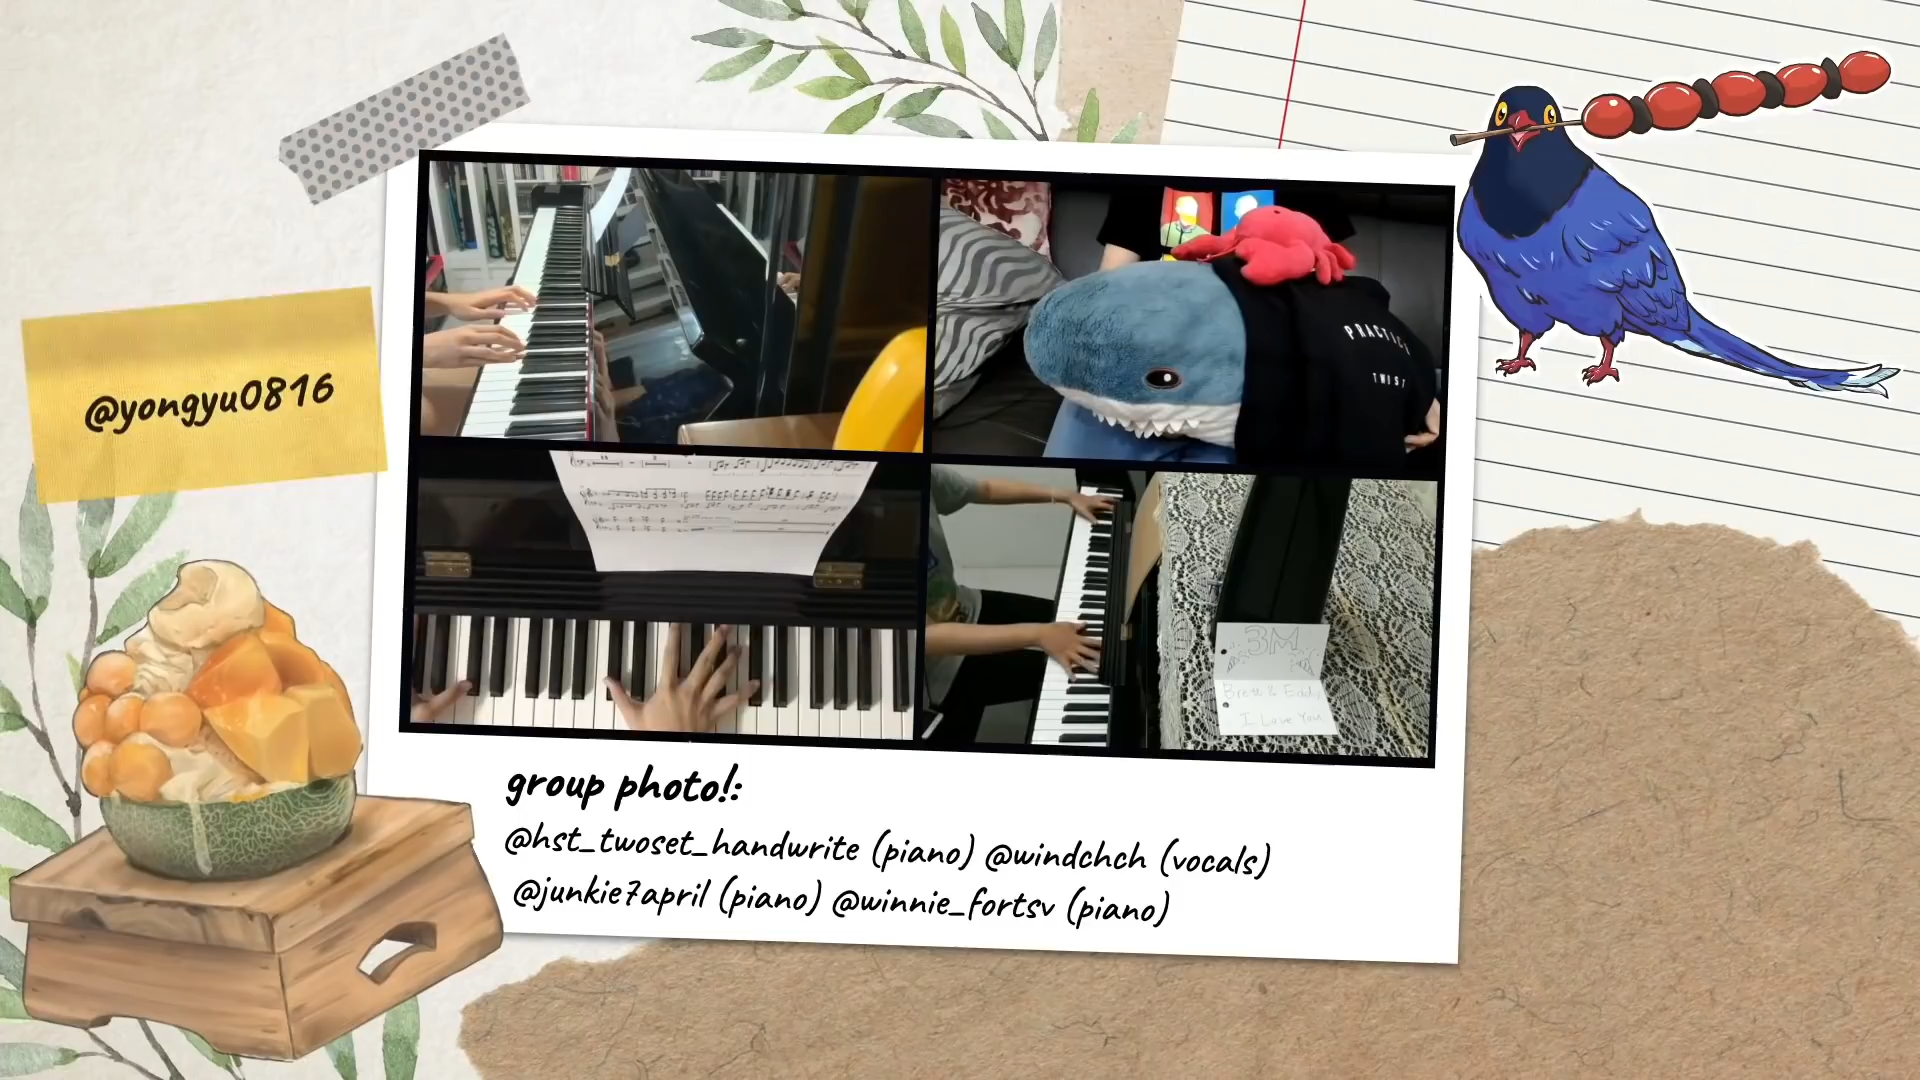 @yongyu0816
PRACTICE
TWIST
3M
Brett & Eddy
I Love You
group photo!:
@hst_twoset_handwrite (piano) @windchch (vocals)
@junkie7april (piano) @winnie_fortsv (piano)